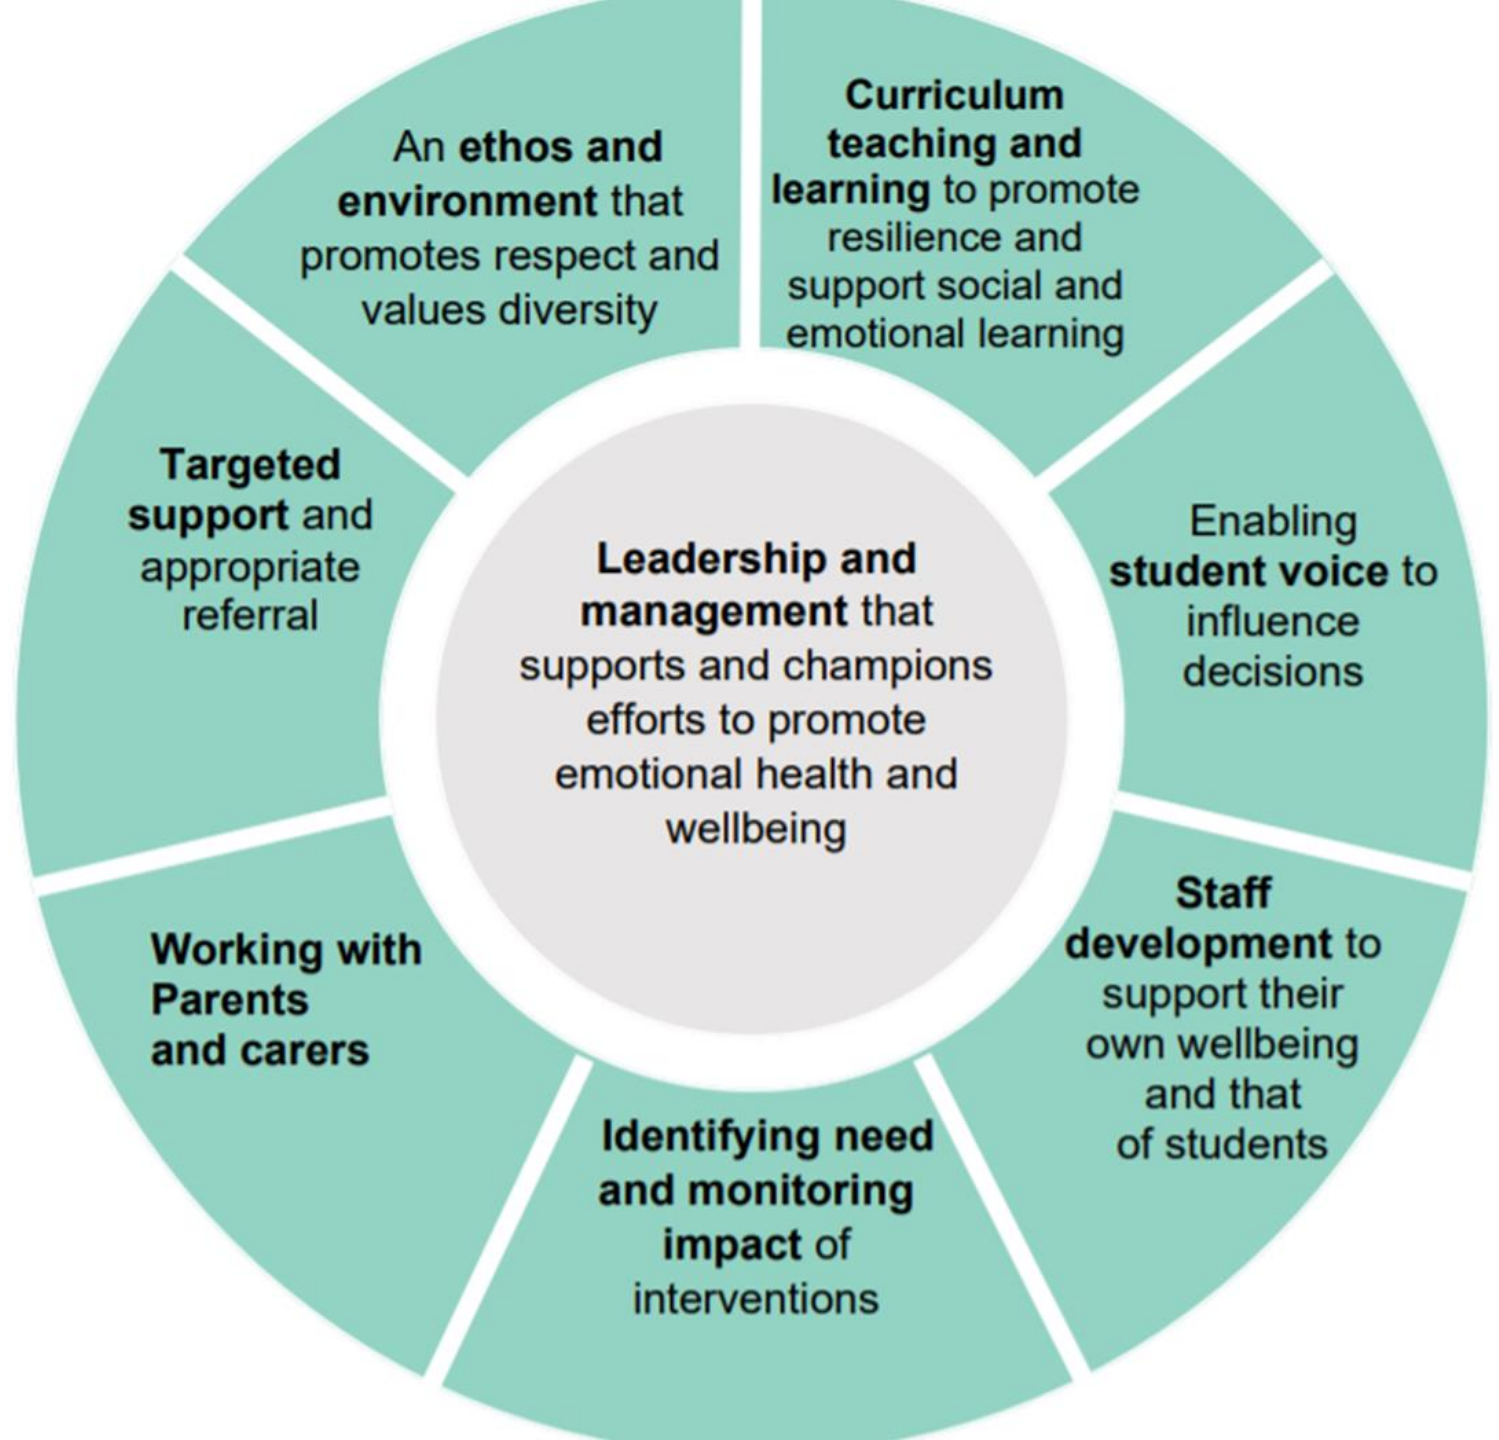 An ethos and
environment that
promotes respect and
values diversity
Curriculum
teaching and
learning to promote
resilience and
support social and
emotional learning
Enabling
student voice to
influence
decisions
Staff
development to
support their
own wellbeing
and that
of students
Identifying need
and monitoring
impact of
interventions
Working with
Parents
and carers
Targeted
support and
appropriate
referral
Leadership and
management that
supports and champions
efforts to promote
emotional health and
wellbeing